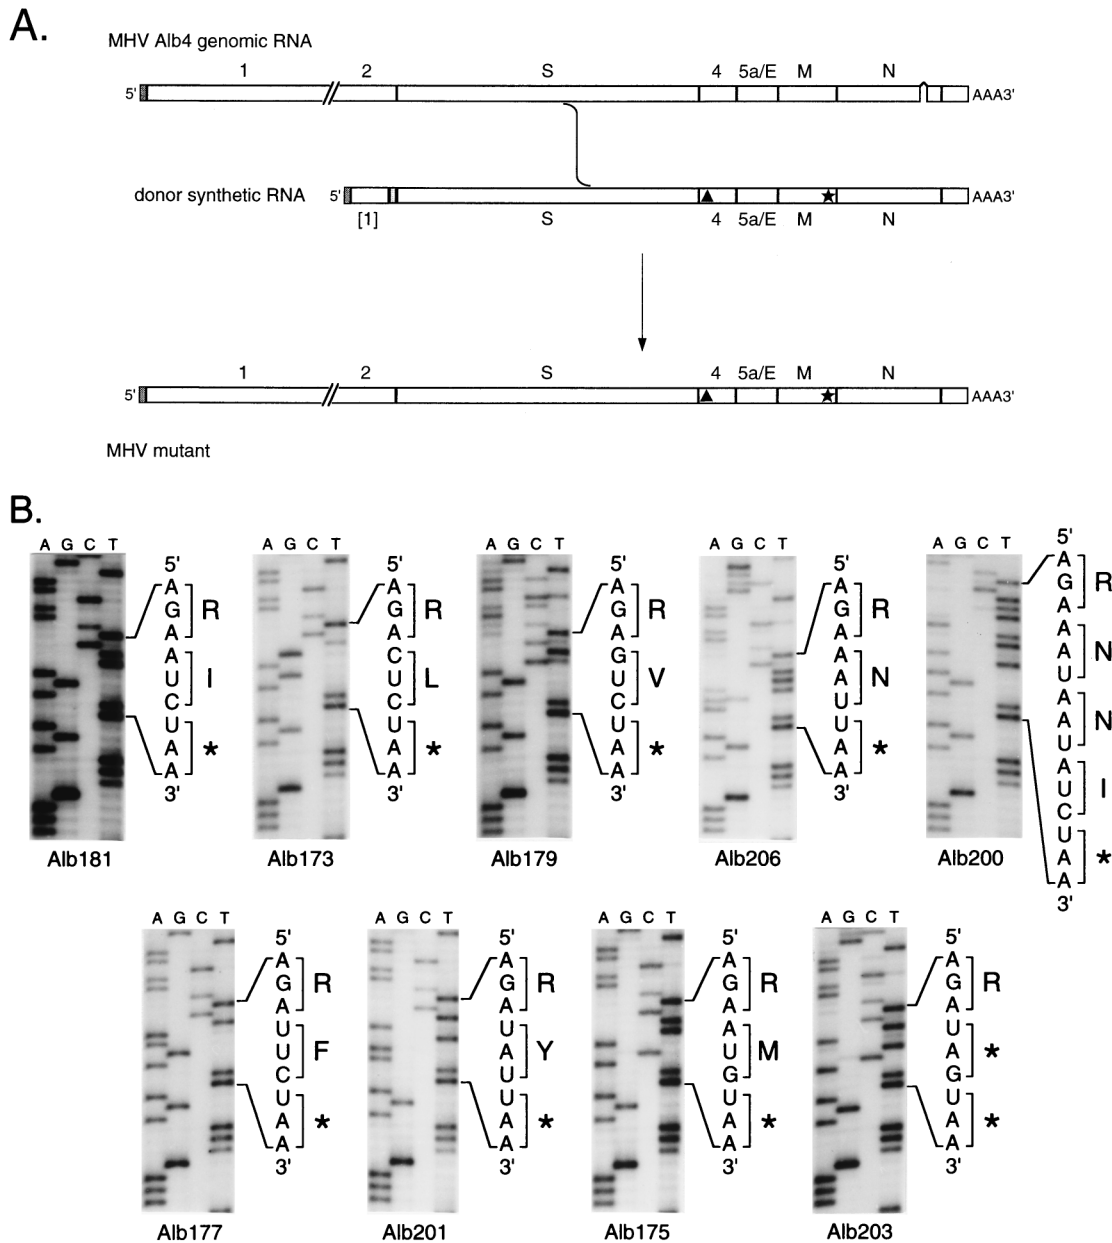 A.
MHV Alb4 genomic RNA
1 2 S 4 5a/E M N
5' AAA3'
donor synthetic RNA 5' AAA3'
[1] S 4 5a/E M N
1 2 S 4 5a/E M N
5' AAA3'
MHV mutant
B.
A G C T
5'
A
G
A
R
A
U
C
I
U
A
A
*
3'
Alb181
A G C T
5'
A
G
A
R
C
U
C
L
U
A
A
*
3'
Alb173
A G C T
5'
A
G
A
R
G
U
C
V
U
A
A
*
3'
Alb179
A G C T
5'
A
G
A
R
A
A
U
N
U
A
A
*
3'
Alb206
A G C T
5'
A
G
A
R
A
A
U
N
A
A
U
N
A
U
C
I
U
A
A
*
3'
Alb200
A G C T
5'
A
G
A
R
U
U
C
F
U
A
A
*
3'
Alb177
A G C T
5'
A
G
A
R
U
A
U
Y
U
A
A
*
3'
Alb201
A G C T
5'
A
G
A
R
A
U
G
M
U
A
A
*
3'
Alb175
A G C T
5'
A
G
A
R
U
A
G
*
U
A
A
*
3'
Alb203